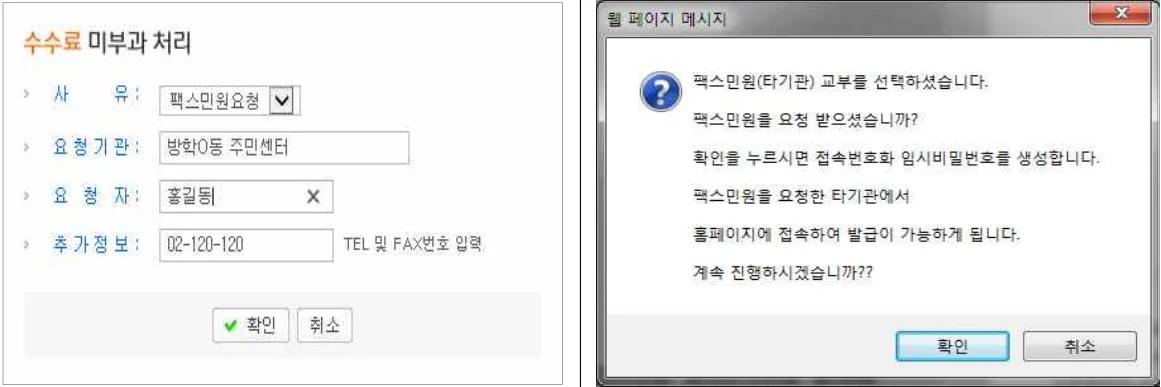 수수료 미부과 처리
사 유 : 팩스민원요청
요 청 기 관 : 방학0동 주민센터
요 청 자 : 홍길동
추 가 정 보 : 02-120-120 TEL 및 FAX번호 입력
확인 취소
웹 페이지 메시지
팩스민원(타기관) 교부를 선택하셨습니다.
팩스민원을 요청 받으셨습니까?
확인을 누르시면 접속번호화 임시비밀번호를 생성합니다.
팩스민원을 요청한 타기관에서
홈페이지에 접속하여 발급이 가능하게 됩니다.
계속 진행하시겠습니까??
확인 취소